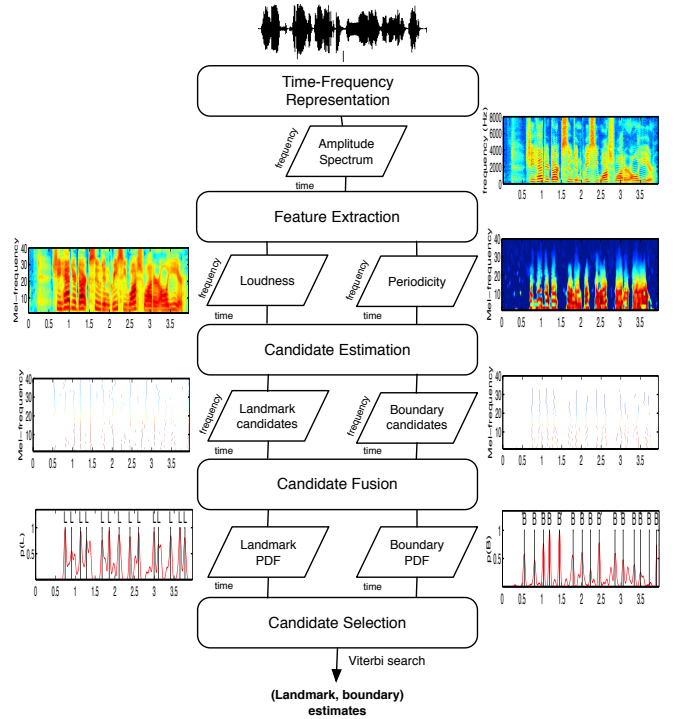 Time-Frequency
Representation
frequency
Amplitude
Spectrum
time
frequency (Hz)
8000
6000
4000
2000
0
0.5 1 1.5 2 2.5 3 3.5
Feature Extraction
Mel-frequency
40
30
20
10
0 0.5 1 1.5 2 2.5 3 3.5
frequency
Loudness
time
frequency
Periodicity
time
Mel-frequency
40
30
20
10
0 0.5 1 1.5 2 2.5 3 3.5
Candidate Estimation
Mel-frequency
40
30
20
10
0 0.5 1 1.5 2 2.5 3 3.5
frequency
Landmark
candidates
time
frequency
Boundary
candidates
time
Mel-frequency
40
30
20
10
0 0.5 1 1.5 2 2.5 3 3.5
Candidate Fusion
p(L)
1
0.5
L L L L L L L L L L L L L L
0 0.5 1 1.5 2 2.5 3 3.5
Landmark
PDF
time
Boundary
PDF
time
p(B)
1
0.5
B B B B B B B B B B B B B B B B
0 0.5 1 1.5 2 2.5 3 3.5
Candidate Selection
Viterbi search
(Landmark, boundary)
estimates